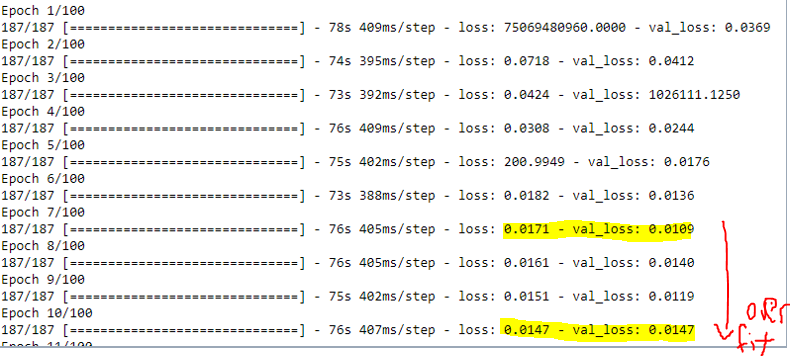 Epoch 1/100
187/187 [==============================] - 78s 409ms/step - loss: 75069480960.0000 - val_loss: 0.0369
Epoch 2/100
187/187 [==============================] - 74s 395ms/step - loss: 0.0718 - val_loss: 0.0412
Epoch 3/100
187/187 [==============================] - 73s 392ms/step - loss: 0.0424 - val_loss: 1026111.1250
Epoch 4/100
187/187 [==============================] - 76s 409ms/step - loss: 0.0308 - val_loss: 0.0244
Epoch 5/100
187/187 [==============================] - 75s 402ms/step - loss: 200.9949 - val_loss: 0.0176
Epoch 6/100
187/187 [==============================] - 73s 388ms/step - loss: 0.0182 - val_loss: 0.0136
Epoch 7/100
187/187 [==============================] - 76s 405ms/step - loss: 0.0171 - val_loss: 0.0109
Epoch 8/100
187/187 [==============================] - 76s 405ms/step - loss: 0.0161 - val_loss: 0.0140
Epoch 9/100
187/187 [==============================] - 75s 402ms/step - loss: 0.0151 - val_loss: 0.0119
Epoch 10/100
187/187 [==============================] - 76s 407ms/step - loss: 0.0147 - val_loss: 0.0147
Epoch 11/100
over
fit